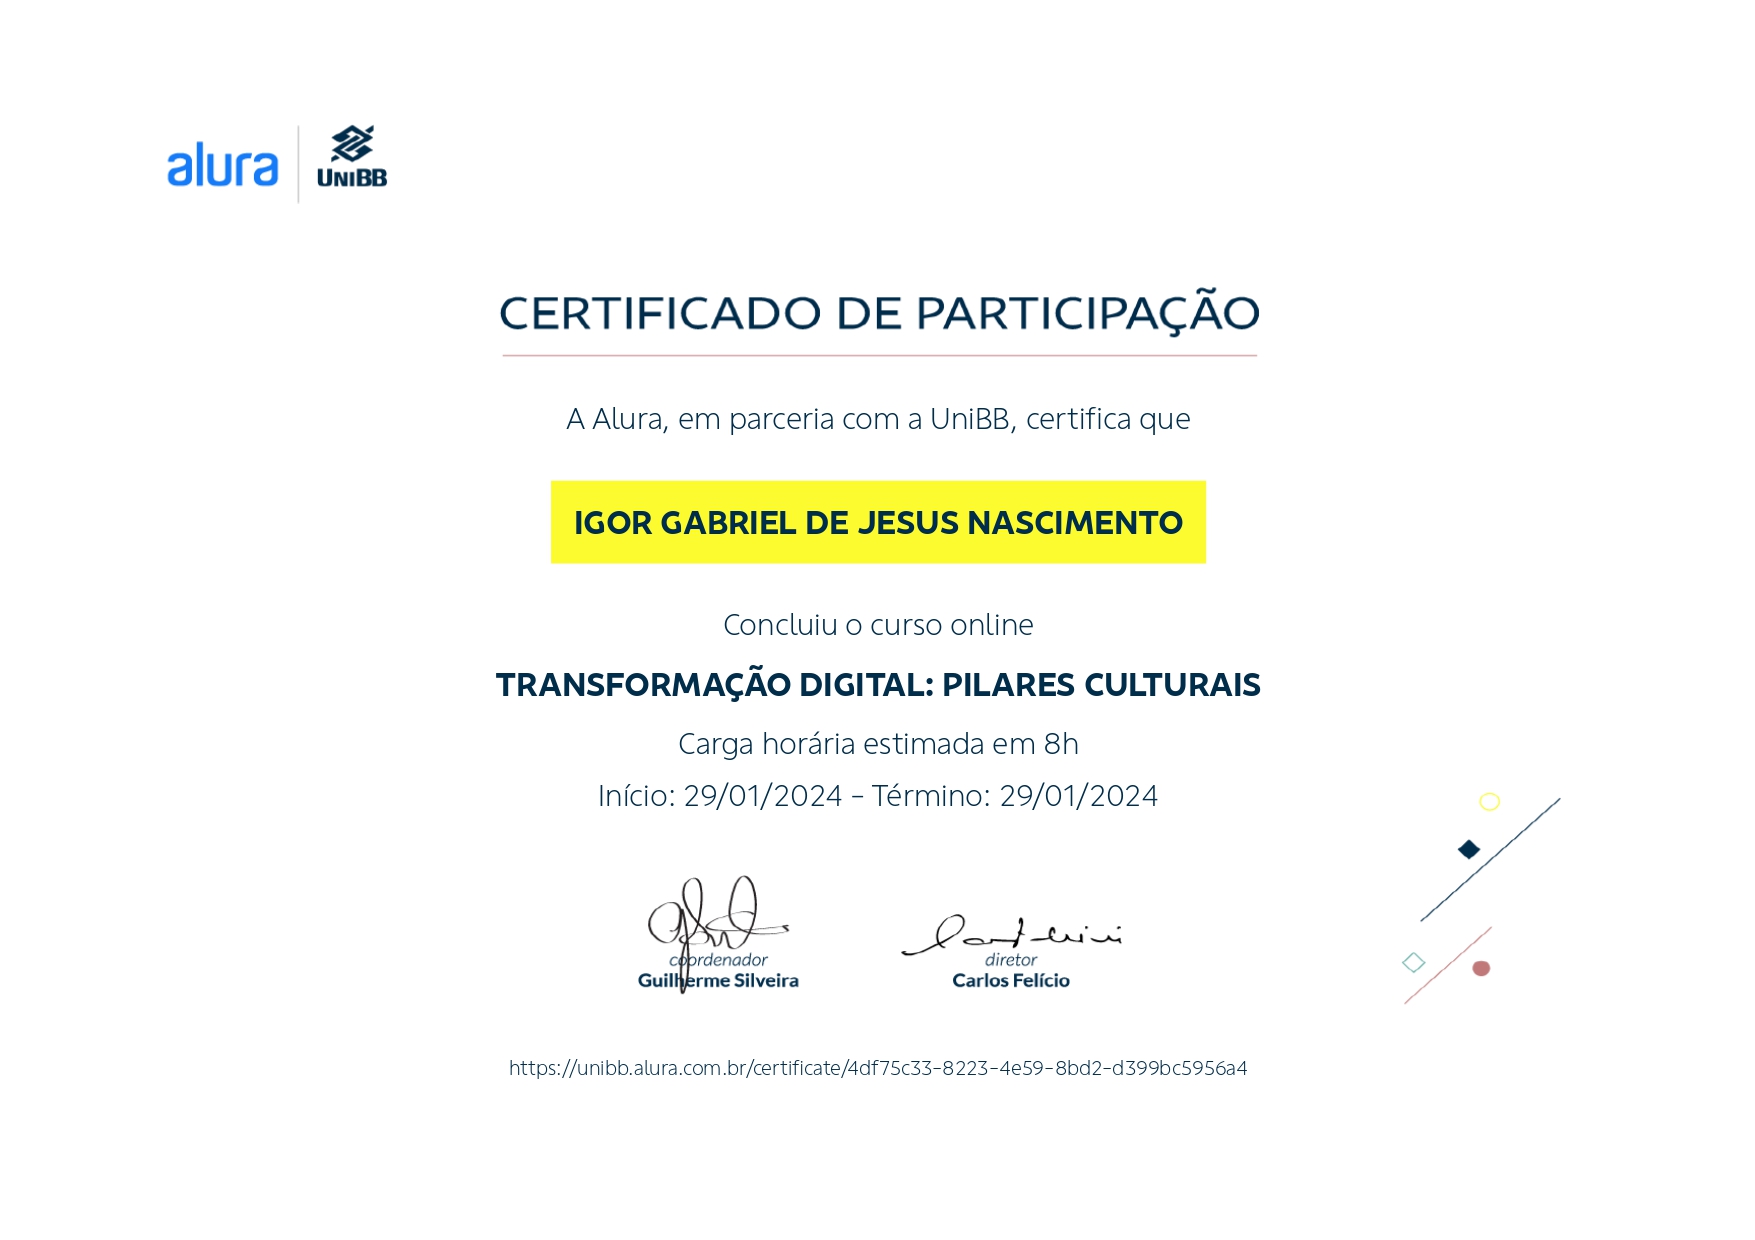 alura
UNIBB
CERTIFICADO DE PARTICIPAÇÃO
A Alura, em parceria com a UniBB, certifica que
IGOR GABRIEL DE JESUS NASCIMENTO
Concluiu o curso online
TRANSFORMAÇÃO DIGITAL: PILARES CULTURAIS
Carga horária estimada em 8h
Início: 29/01/2024 - Término: 29/01/2024
coordenador
Guilherme Silveira
diretor
Carlos Felício
https://unibb.alura.com.br/certificate/4df75c33-8223-4e59-8bd2-d399bc5956a4